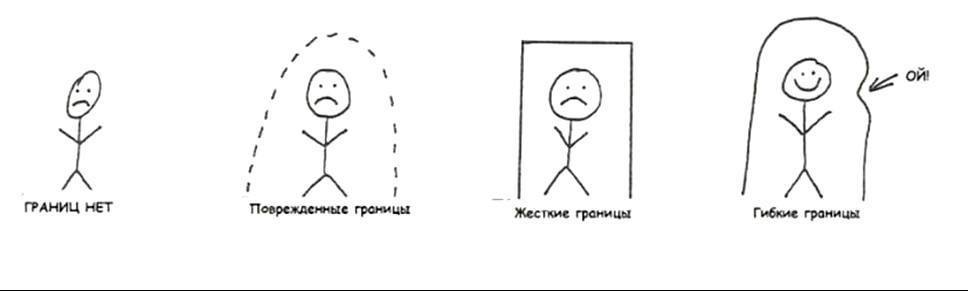 ОЙ!
ГРАНИЦ НЕТ
Поврежденные границы
Жесткие границы
Гибкие границы